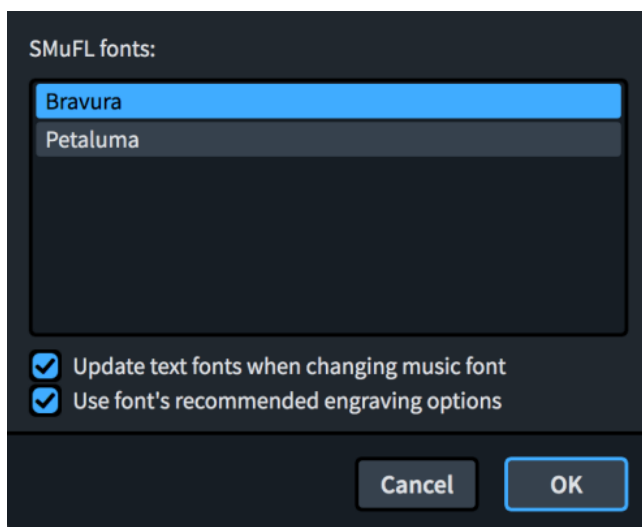 SMuFL fonts:
Bravura
Petaluma
Update text fonts when changing music font
Use font's recommended engraving options
Cancel OK